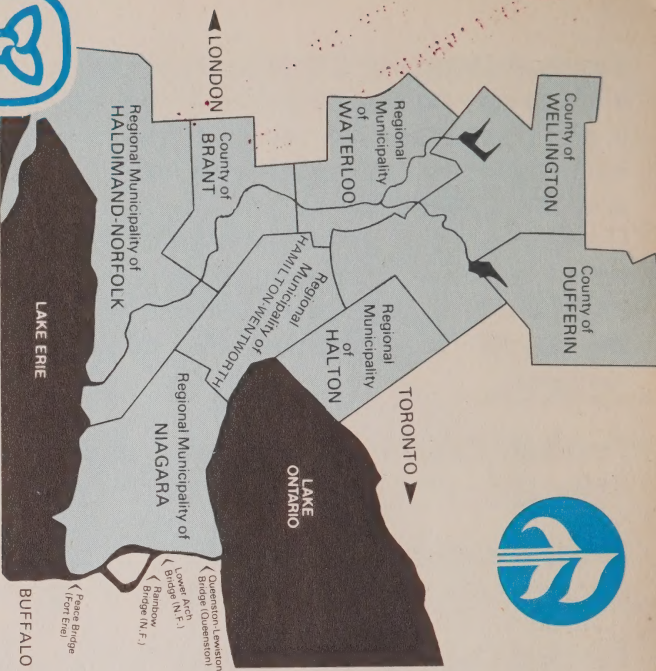 County of
WELLINGTON
County of
DUFFERIN
Regional
Municipality
of
WATERLOO
◄ LONDON
County of
BRANT
Regional
Municipality of
HAMILTON-WENTWORTH
Regional
Municipality
of
HALTON
TORONTO ►
Regional Municipality of
HALDIMAND-NORFOLK
Regional Municipality of
NIAGARA
LAKE
ONTARIO
LAKE ERIE
Queenston-Lewiston
Bridge (Queenston)
Lower Arch
Bridge (N.F.)
Rainbow
Bridge (N.F.)
Peace Bridge
(Fort Erie)
BUFFALO